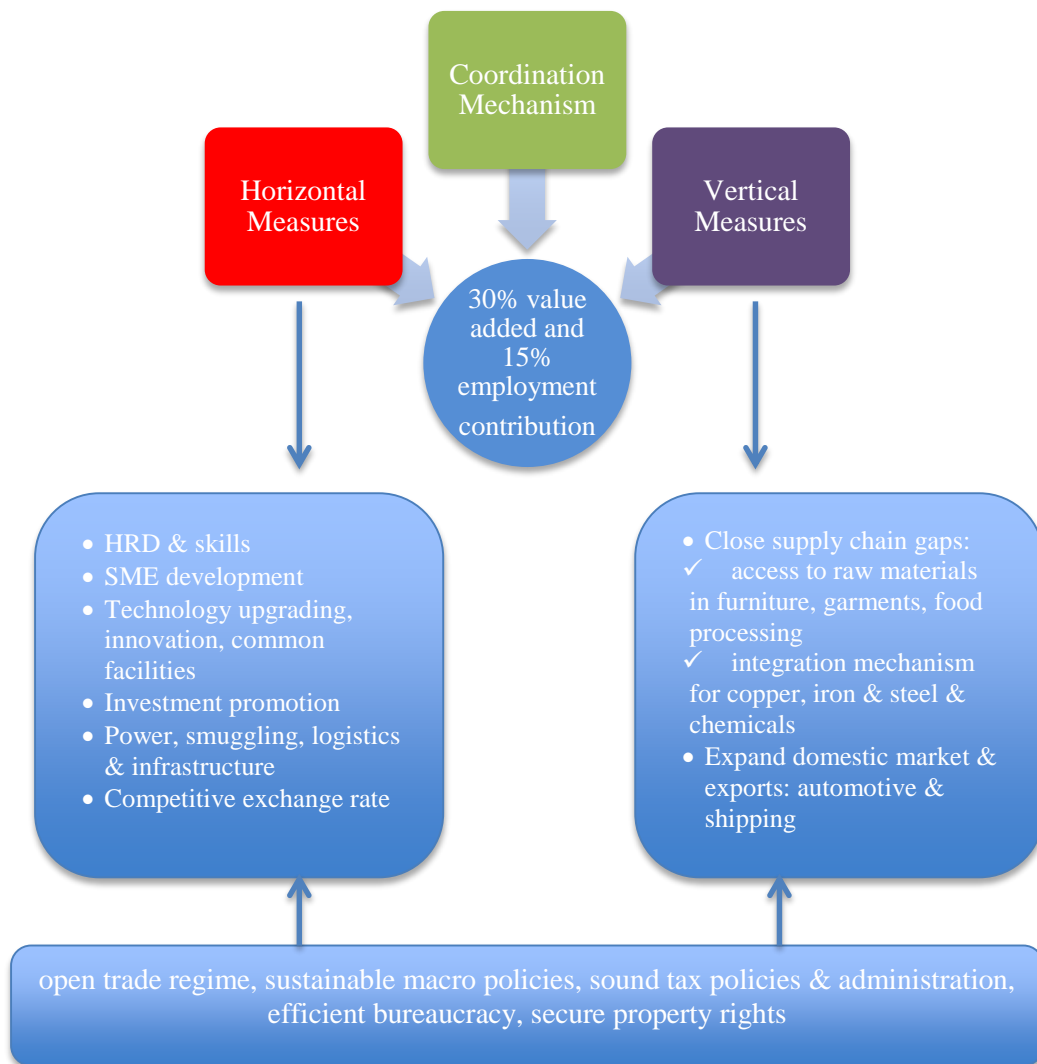 Coordination
Mechanism
Horizontal
Measures
Vertical
Measures
30% value
added and
15%
employment
contribution
• HRD & skills
• SME development
• Technology upgrading,
innovation, common
facilities
• Investment promotion
• Power, smuggling, logistics
& infrastructure
• Competitive exchange rate
• Close supply chain gaps:
✓ access to raw materials
in furniture, garments, food
processing
✓ integration mechanism
for copper, iron & steel &
chemicals
• Expand domestic market &
exports: automotive &
shipping
open trade regime, sustainable macro policies, sound tax policies & administration,
efficient bureaucracy, secure property rights